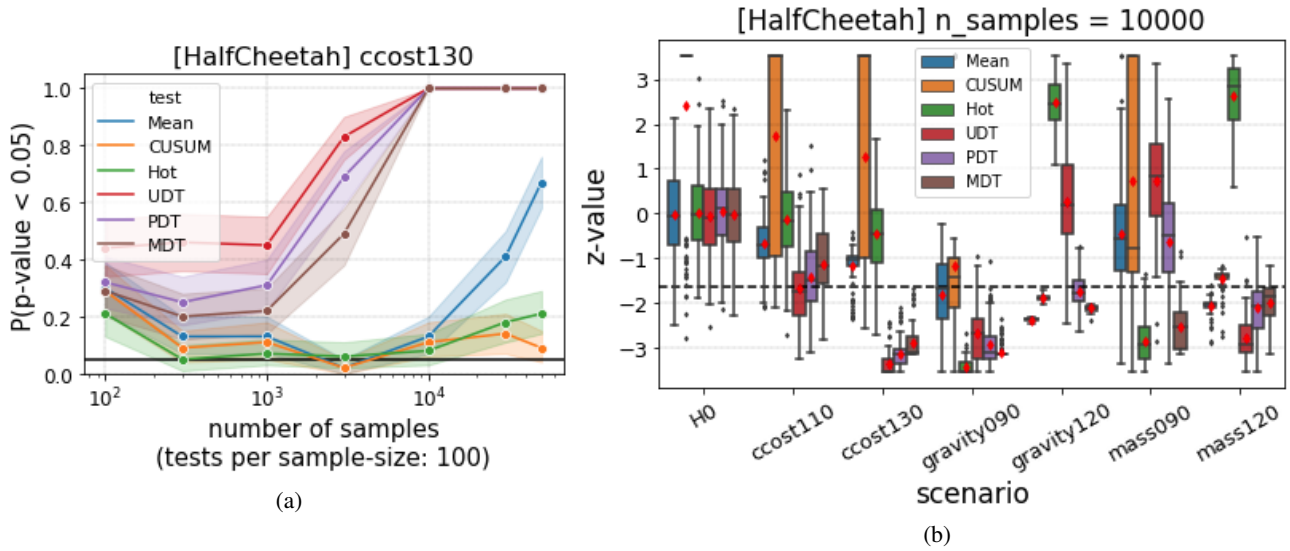 [HalfCheetah] ccost130
P(p-value < 0.05)
1.0
0.8
0.6
0.4
0.2
0.0
test
Mean
CUSUM
Hot
UDT
PDT
MDT
10²
10³
10⁴
number of samples
(tests per sample-size: 100)
(a)
[HalfCheetah] n_samples = 10000
z-value
3
2
1
0
−1
−2
−3
Mean
CUSUM
Hot
UDT
PDT
MDT
H0
ccost110
ccost130
gravity090
gravity120
mass090
mass120
scenario
(b)